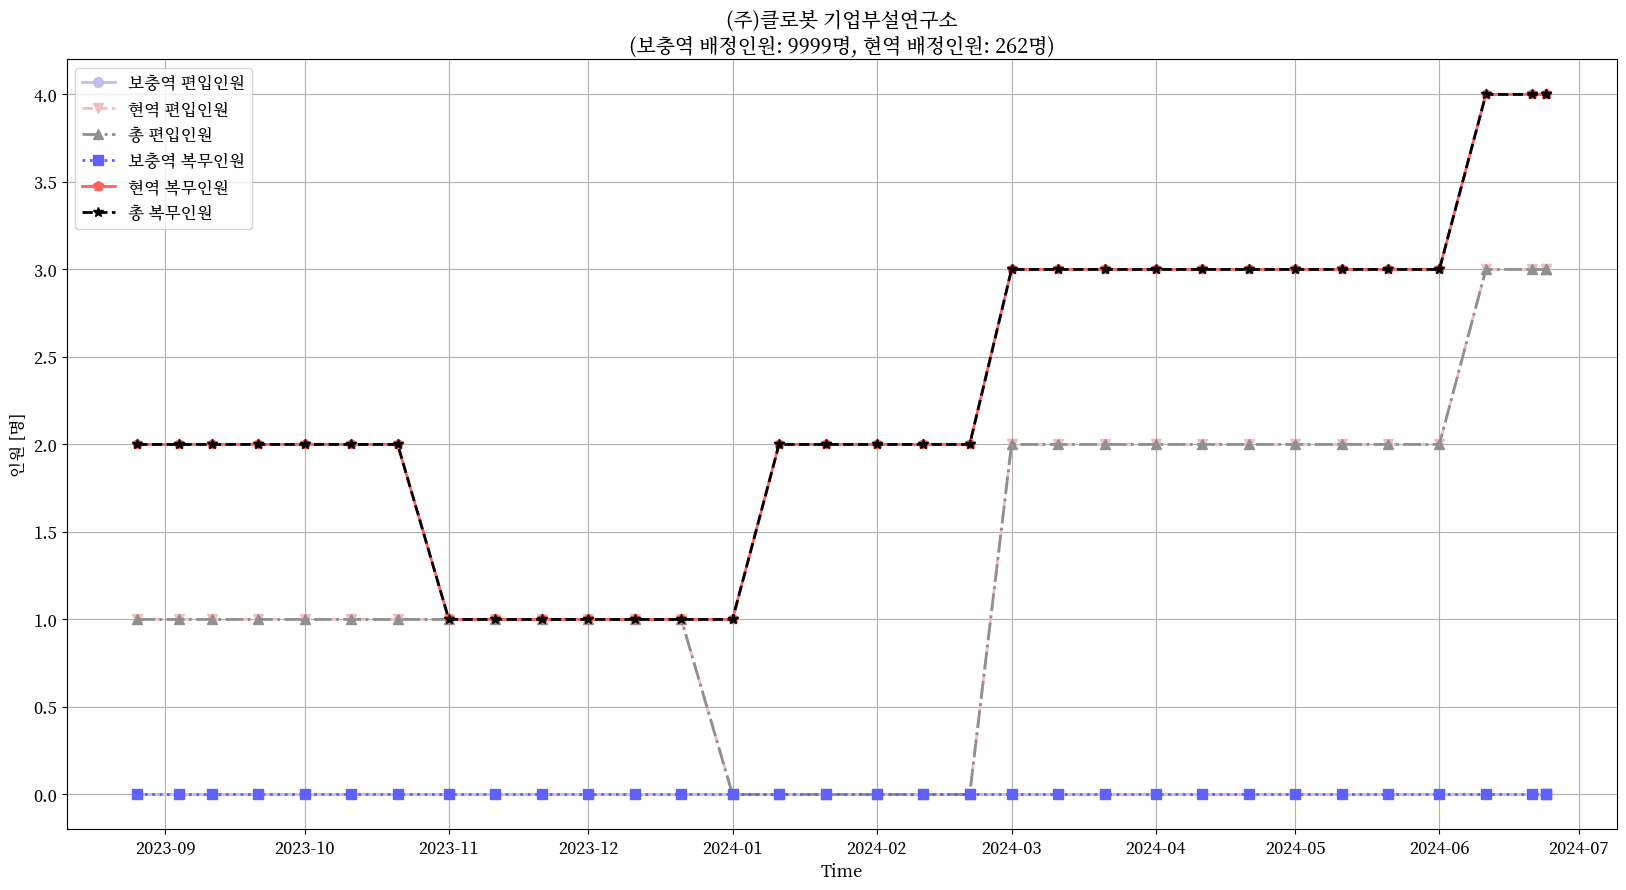 (주)클로봇 기업부설연구소
(보충역 배정인원: 9999명, 현역 배정인원: 262명)
보충역 편입인원
현역 편입인원
총 편입인원
보충역 복무인원
현역 복무인원
총 복무인원
4.0
3.5
3.0
2.5
2.0
1.5
1.0
0.5
0.0
인원 [명]
2023-09 2023-10 2023-11 2023-12 2024-01 2024-02 2024-03 2024-04 2024-05 2024-06 2024-07
Time